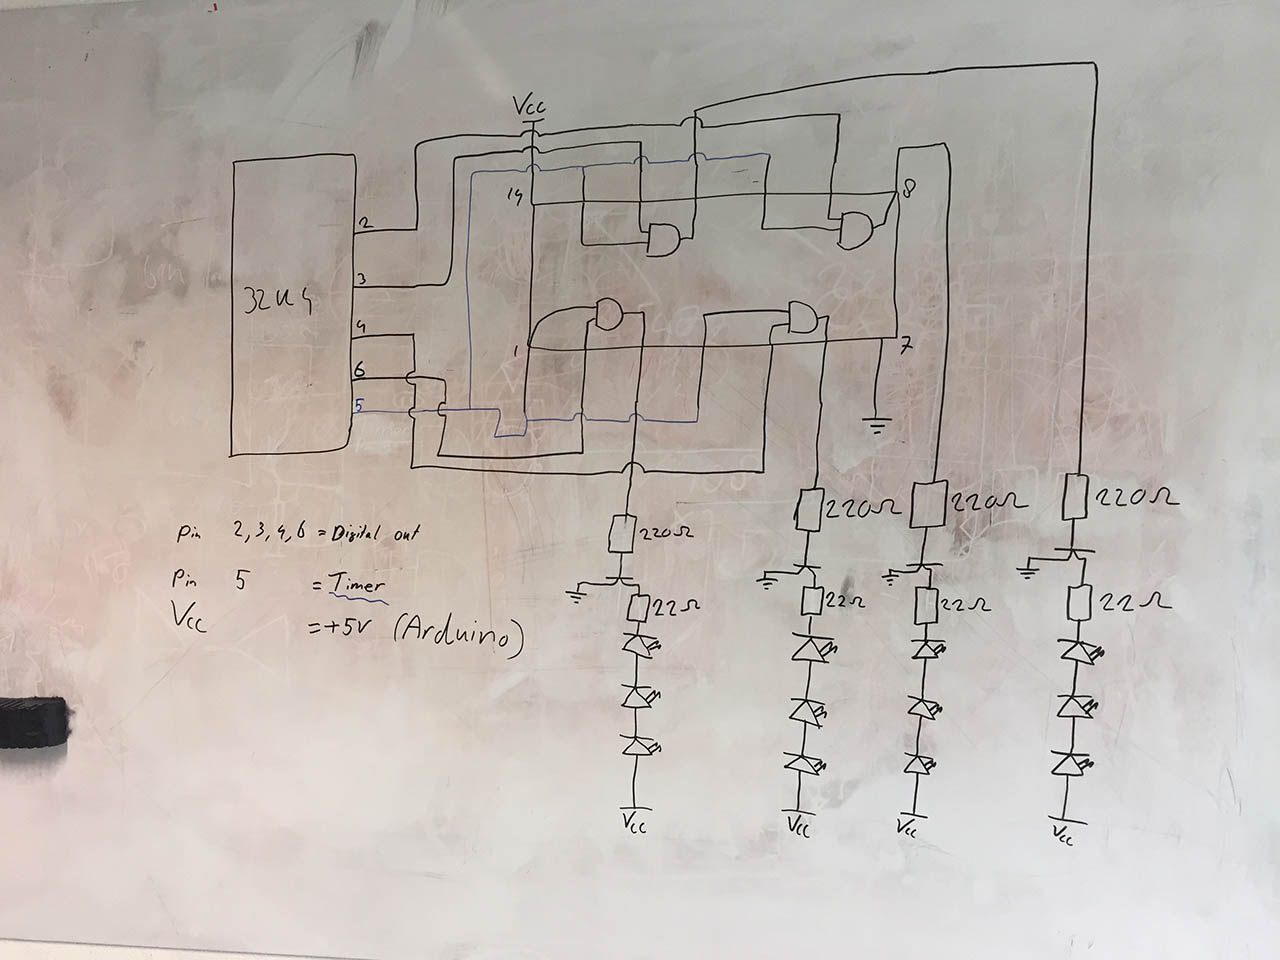 Vcc
14
8
2
3
32U4
4
6
5
1
7
220Ω
220Ω
220Ω
220Ω
22Ω
22Ω
22Ω
22Ω
Pin 2, 3, 4, 6 = Digital out
Pin 5 = Timer
Vcc = +5V (Arduino)
Vcc
Vcc
Vcc
Vcc